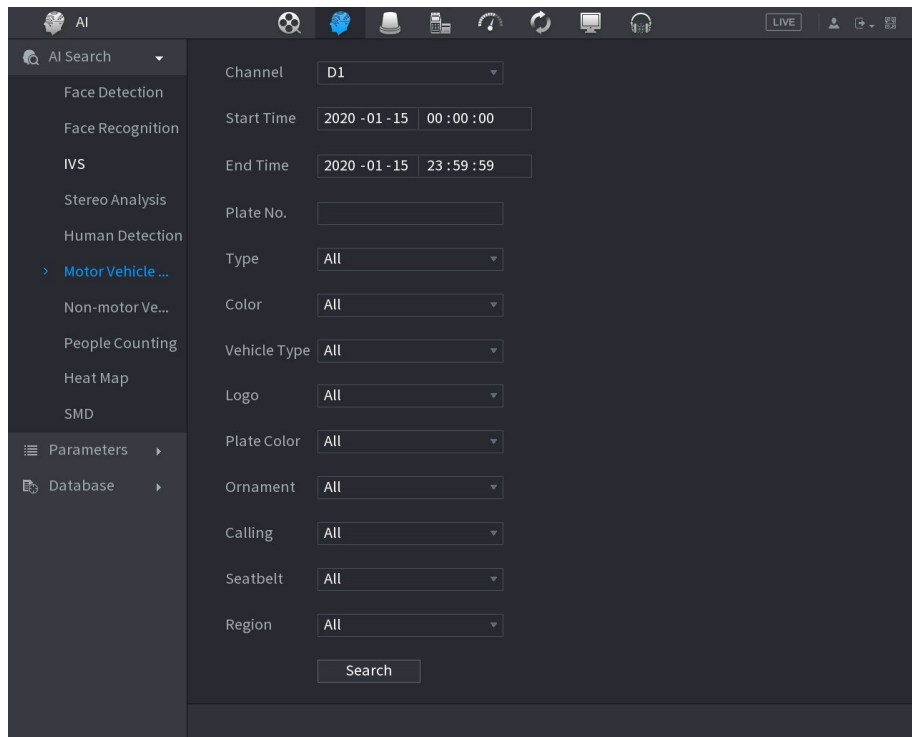 AI
LIVE
AI Search
Face Detection
Face Recognition
IVS
Stereo Analysis
Human Detection
> Motor Vehicle ...
Non-motor Ve...
People Counting
Heat Map
SMD
Parameters
Database
Channel D1
Start Time 2020 -01 -15 00 : 00 : 00
End Time 2020 -01 -15 23 : 59 : 59
Plate No.
Type All
Color All
Vehicle Type All
Logo All
Plate Color All
Ornament All
Calling All
Seatbelt All
Region All
Search